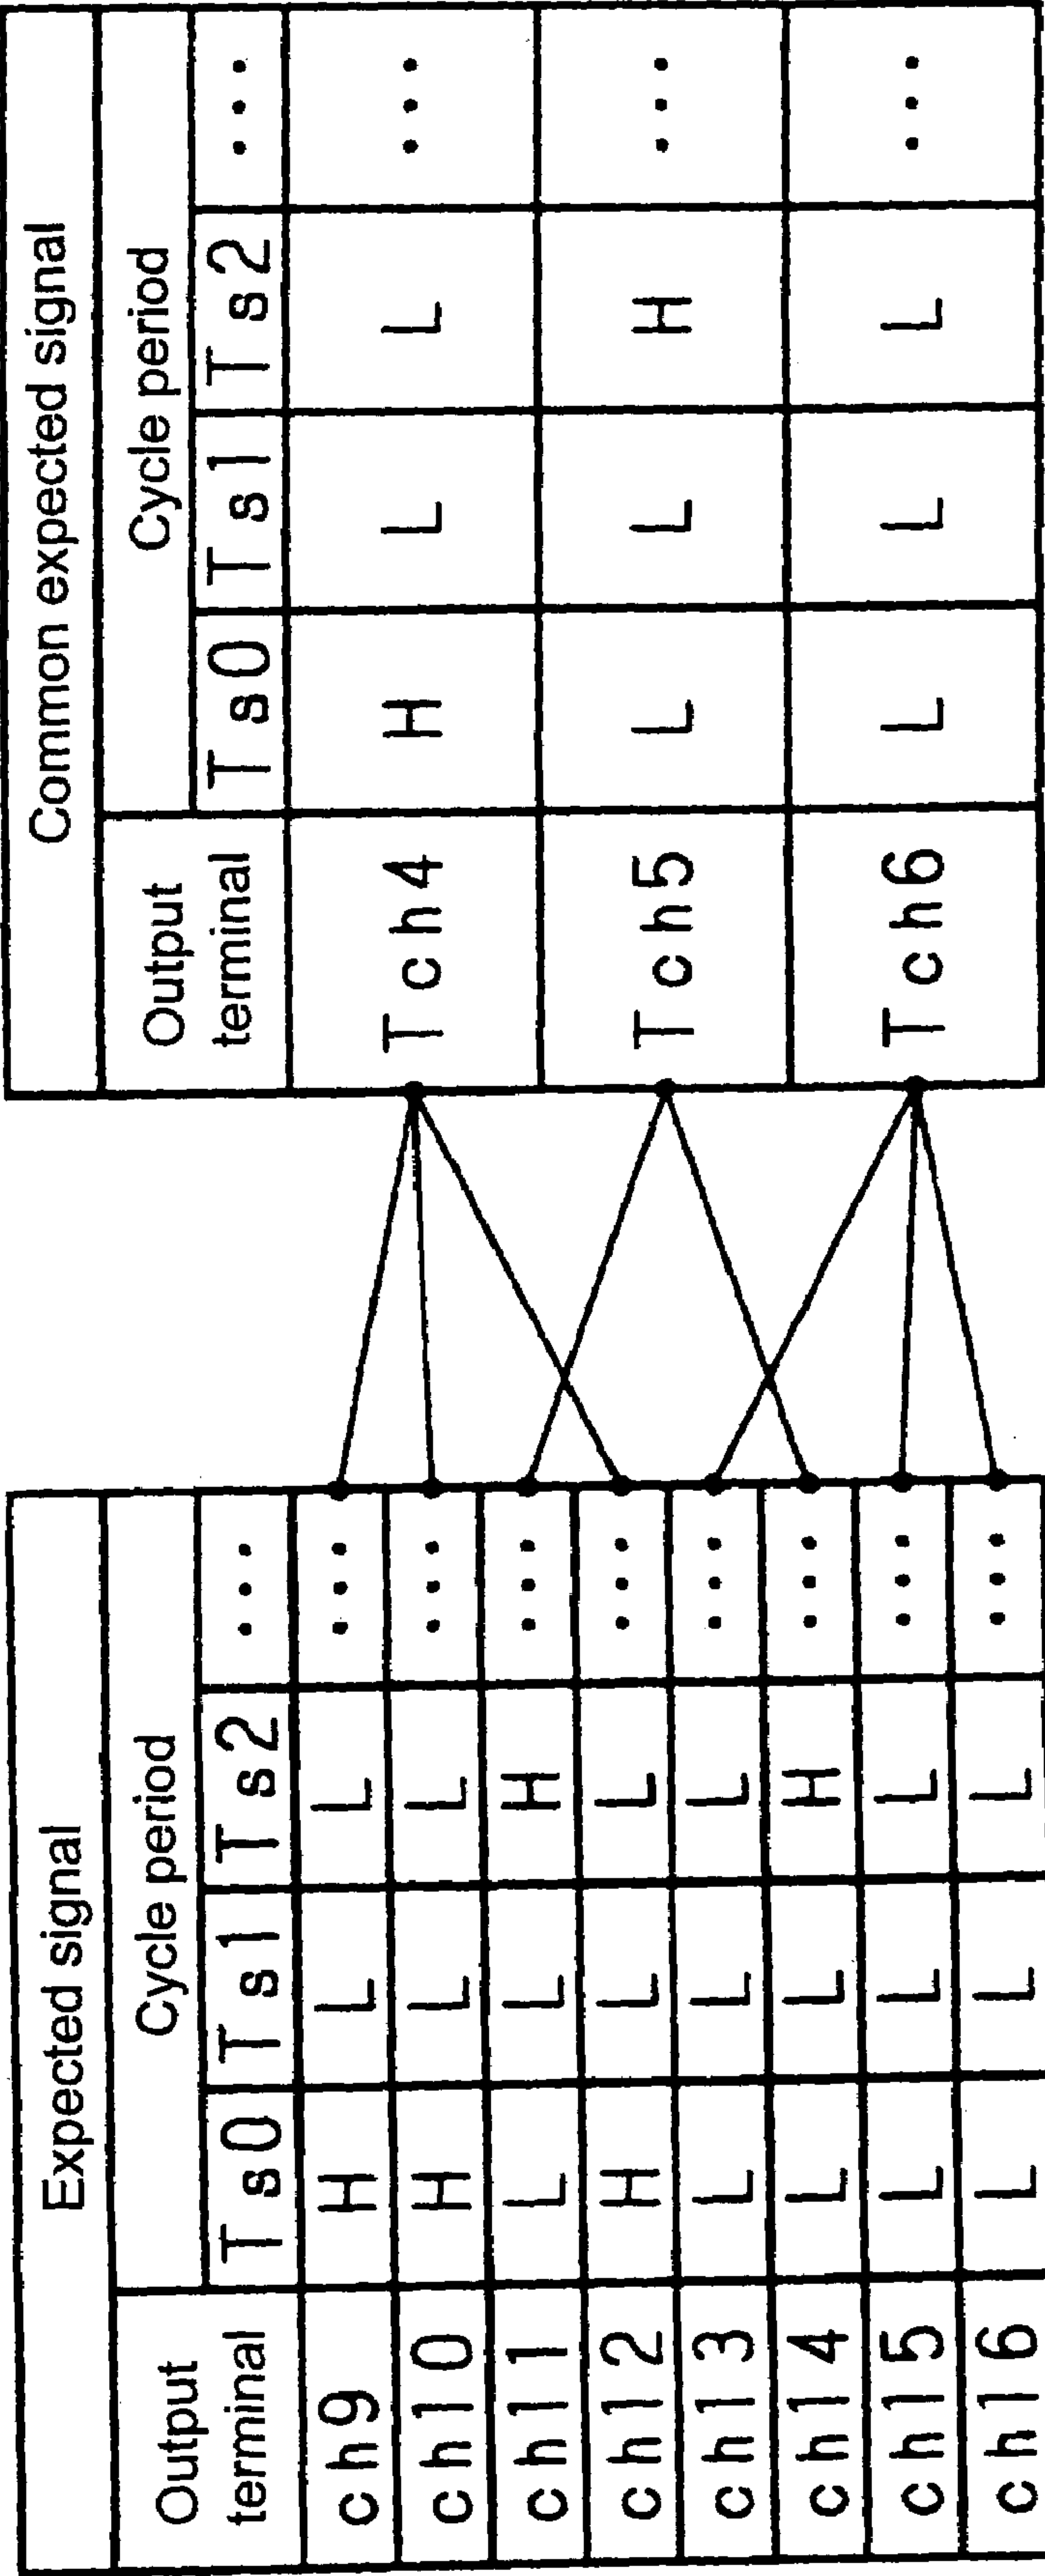 Expected signal
Output terminal Cycle period
Ts0 Ts1 Ts2 ...
ch9 H L L ...
ch10 H L L ...
ch11 L L H ...
ch12 H L L ...
ch13 L L L ...
ch14 L L H ...
ch15 L L L ...
ch16 L L L ...
Common expected signal
Output terminal Cycle period
Ts0 Ts1 Ts2 ...
Tch4 H L L ...
Tch5 L L H ...
Tch6 L L L ...